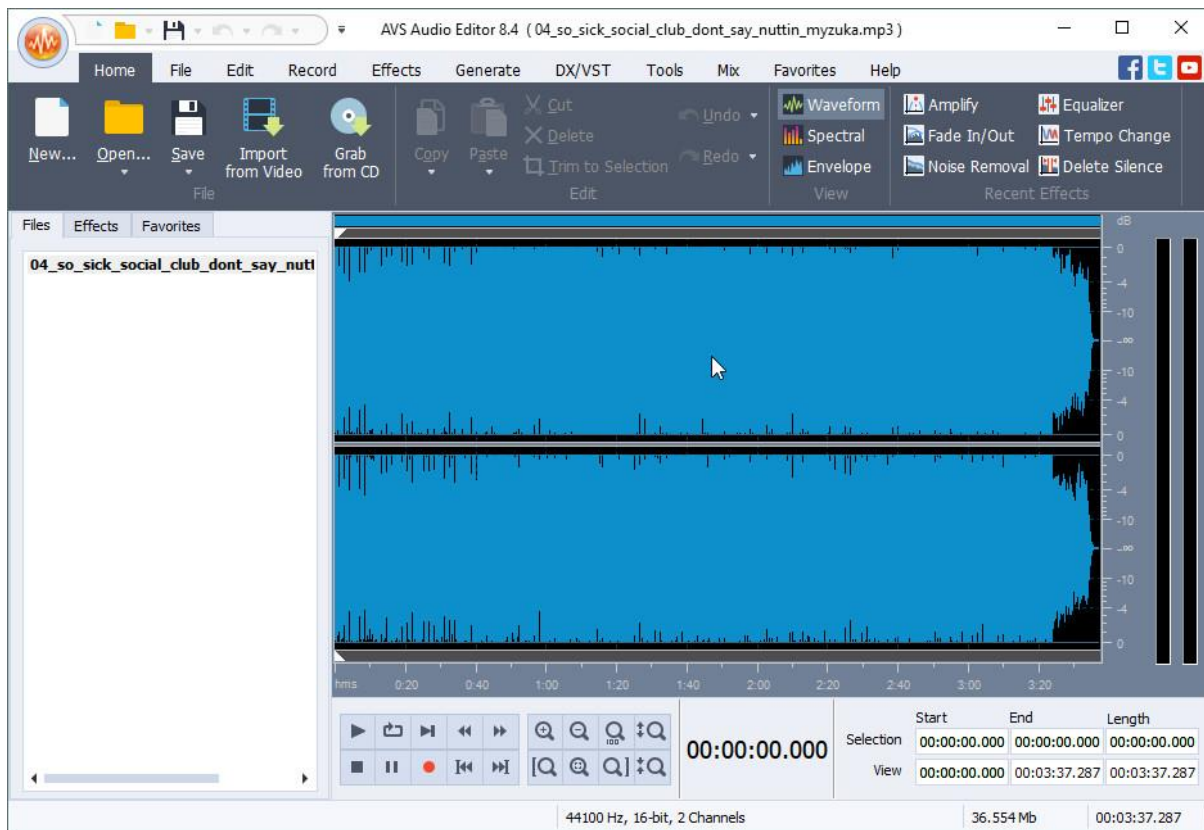 AVS Audio Editor 8.4 ( 04_so_sick_social_club_dont_say_nuttin_myzuka.mp3 )
Home File Edit Record Effects Generate DX/VST Tools Mix Favorites Help
New... Open... Save Import from Video Grab from CD
File
Copy Paste
Cut
Delete
Trim to Selection
Undo
Redo
Edit
Waveform
Spectral
Envelope
View
Amplify Equalizer
Fade In/Out Tempo Change
Noise Removal Delete Silence
Recent Effects
Files Effects Favorites
04_so_sick_social_club_dont_say_nutt
dB
0
-4
-10
-∞
-10
-4
0
0
-4
-10
-∞
-10
-4
0
hms 0:20 0:40 1:00 1:20 1:40 2:00 2:20 2:40 3:00 3:20
100
00:00:00.000
Start End Length
Selection 00:00:00.000 00:00:00.000 00:00:00.000
View 00:00:00.000 00:03:37.287 00:03:37.287
44100 Hz, 16-bit, 2 Channels 36.554 Mb 00:03:37.287